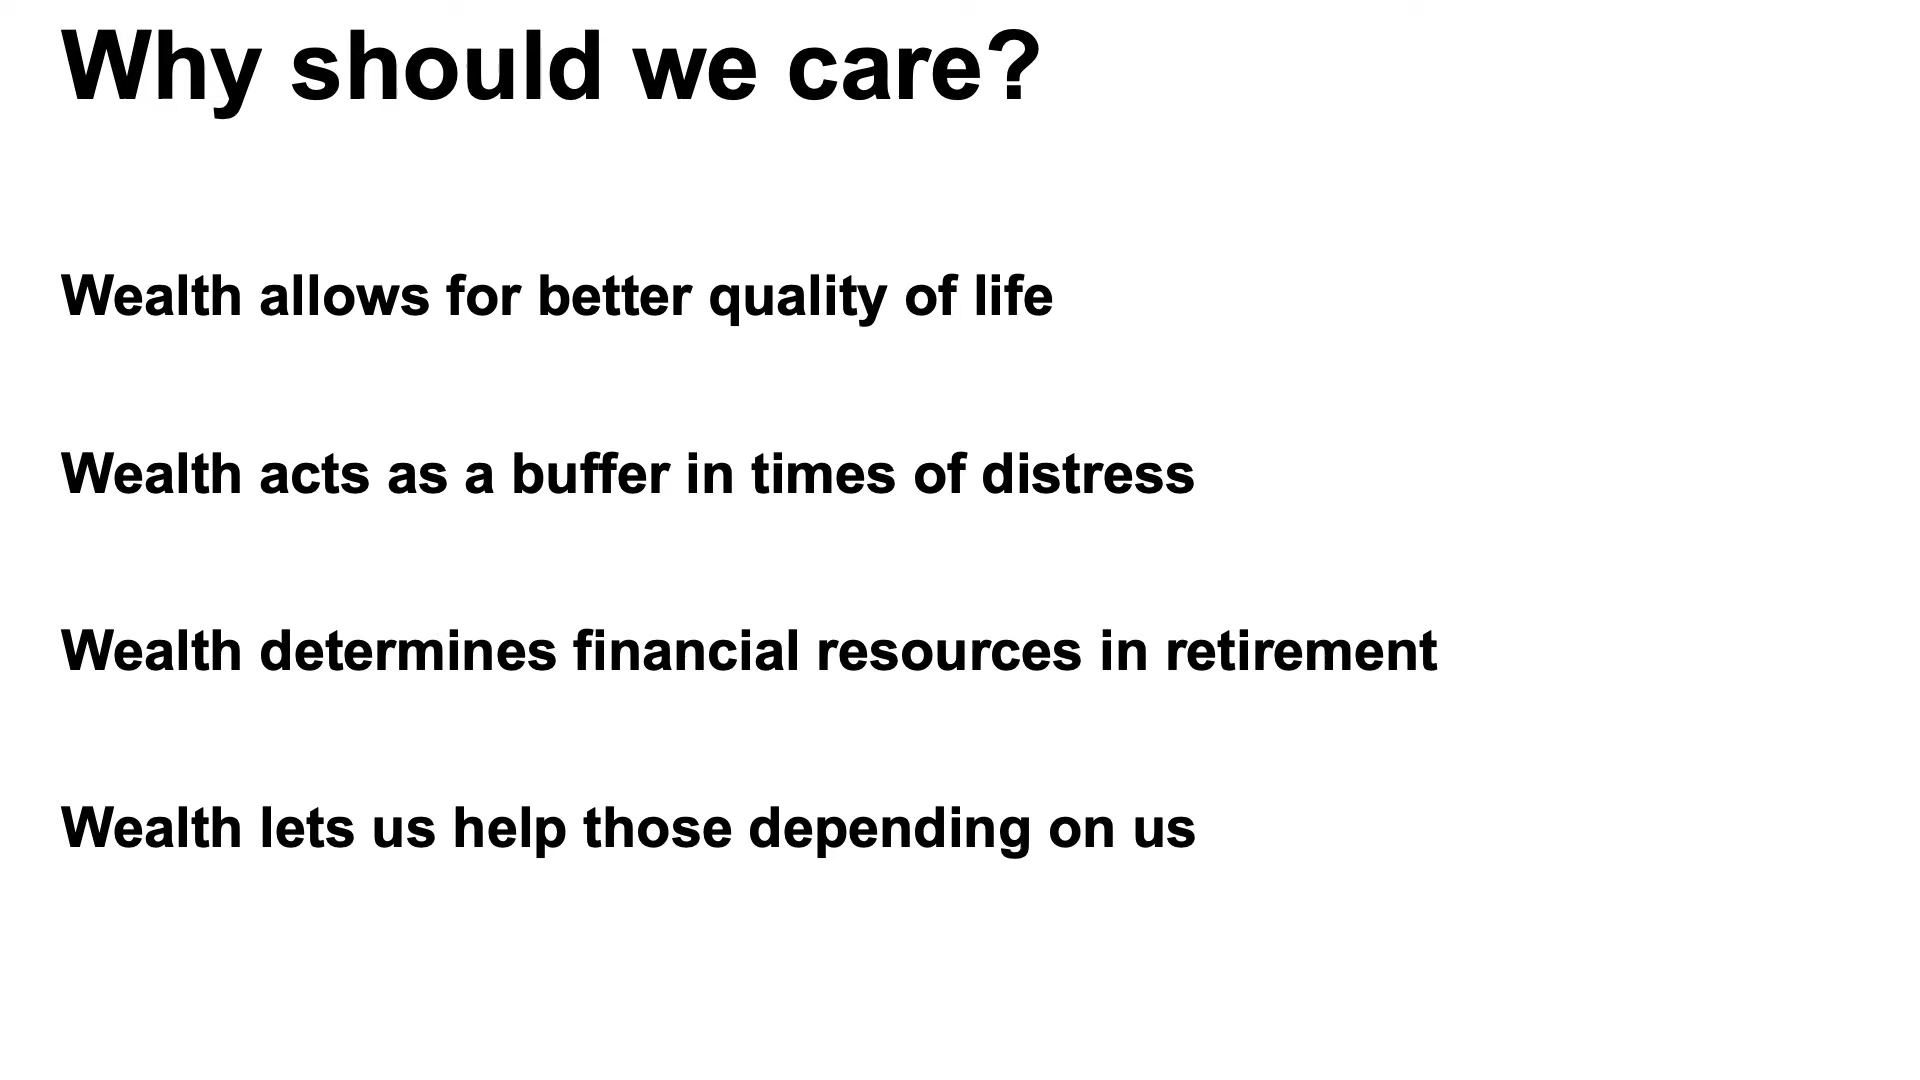 Why should we care?
Wealth allows for better quality of life
Wealth acts as a buffer in times of distress
Wealth determines financial resources in retirement
Wealth lets us help those depending on us